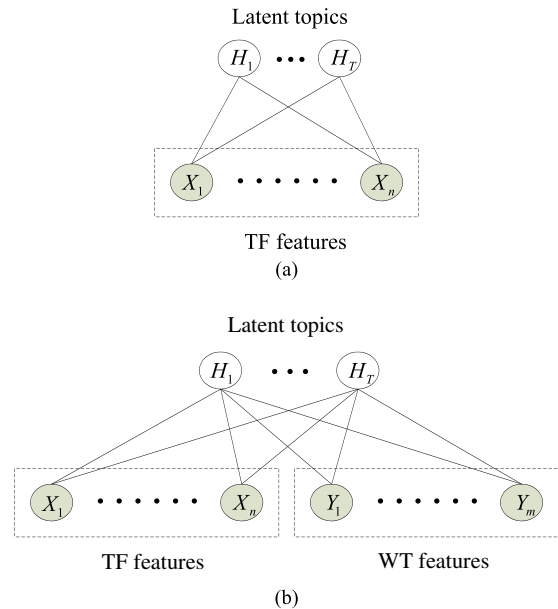 Latent topics
H1 ••• HT
X1 • • • • • • Xn
TF features
(a)
Latent topics
H1 ••• HT
X1 • • • • • • Xn Y1 • • • • • • Ym
TF features WT features
(b)